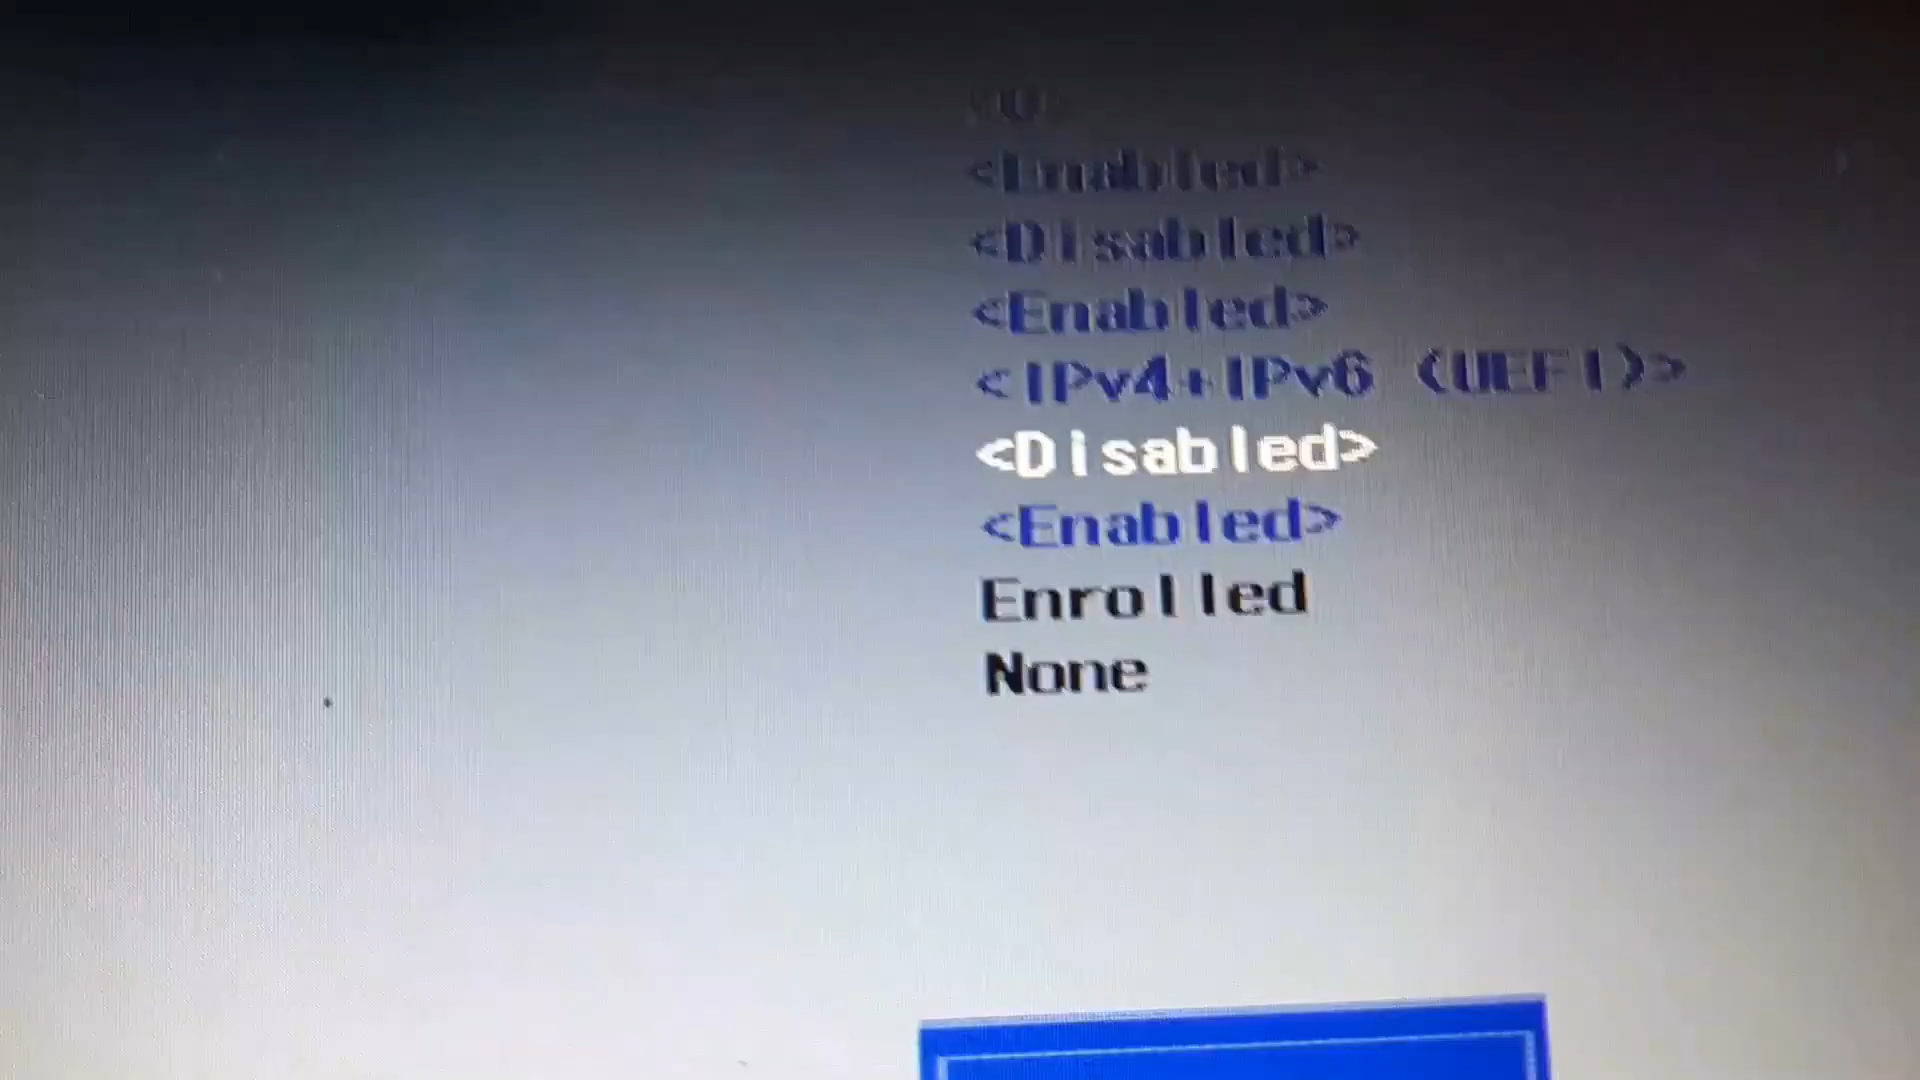 <Enabled>
<Disabled>
<Enabled>
<IPv4+IPv6 (UEFI)>
<Disabled>
<Enabled>
Enrolled
None